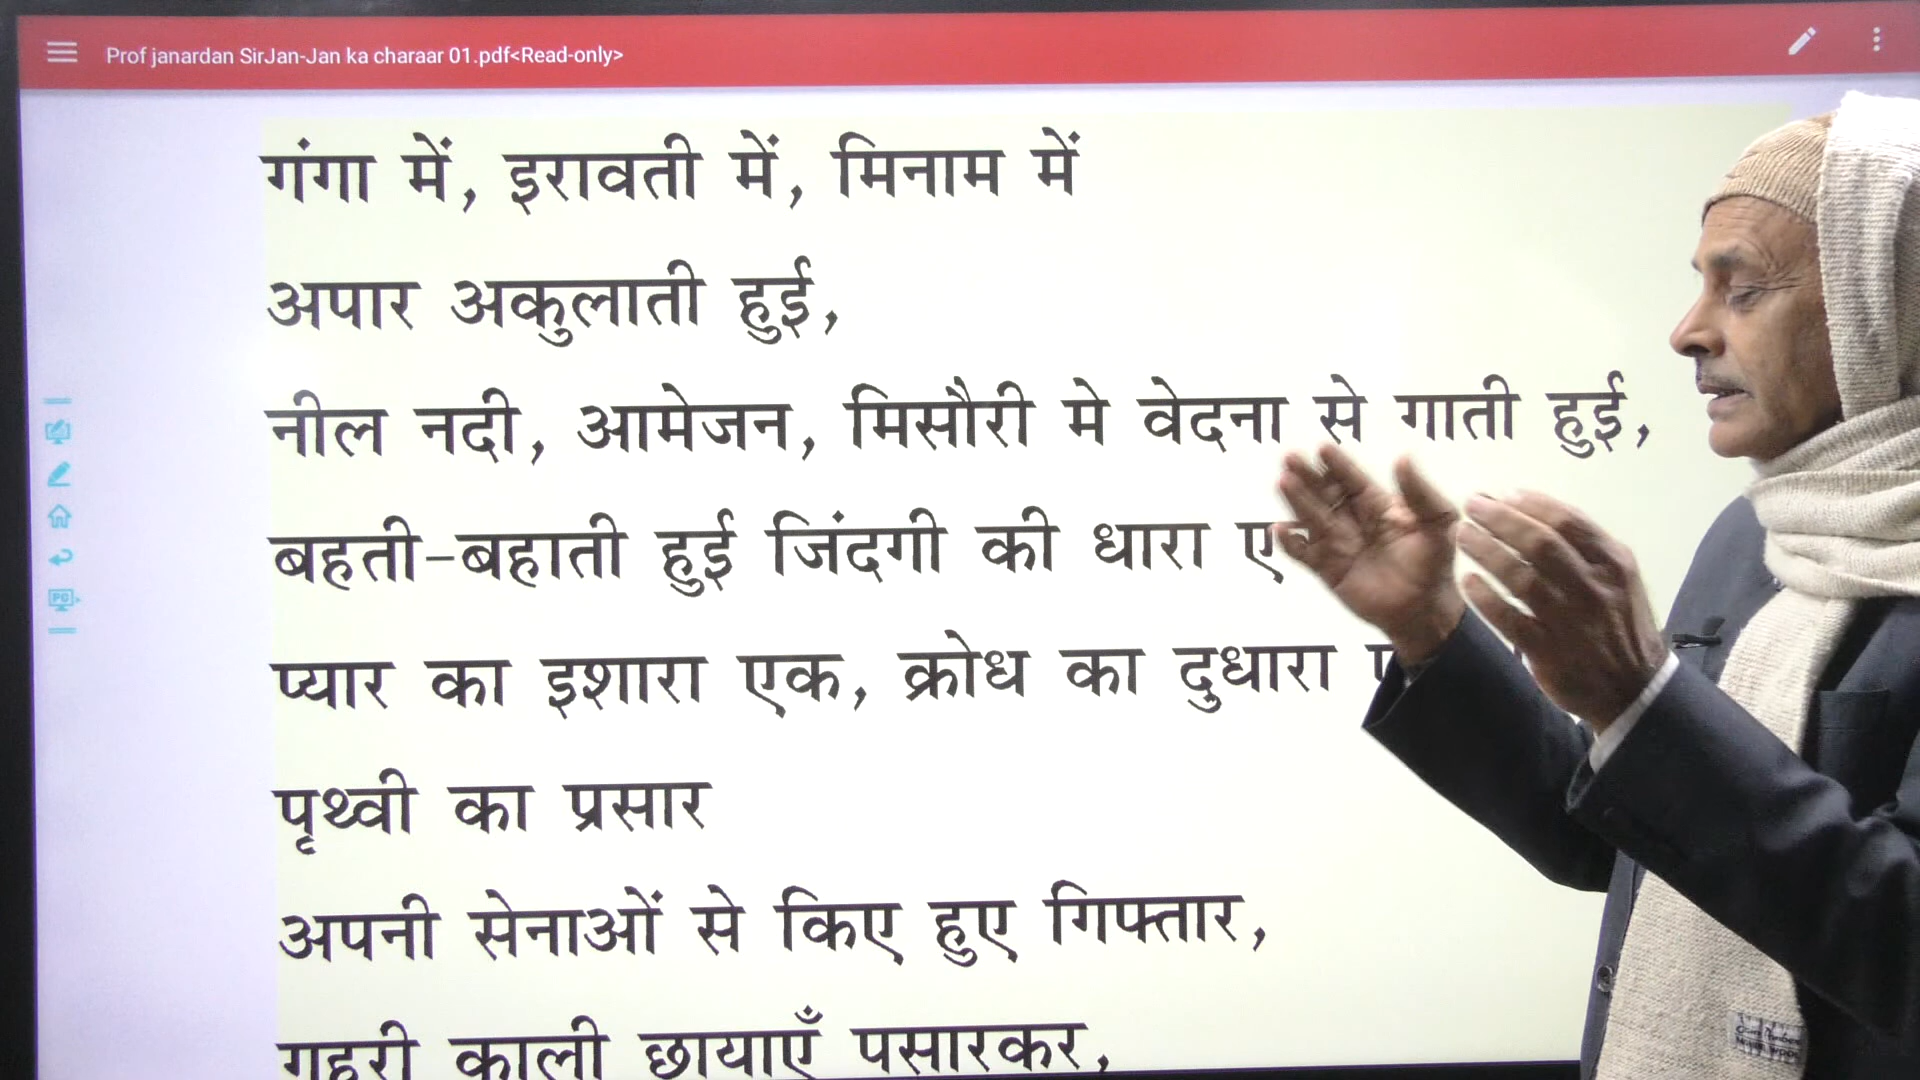 Prof janardan SirJan-Jan ka charaar 01.pdf<Read-only>
गंगा में, इरावती में, मिनाम में
अपार अकुलाती हुई,
नील नदी, आमेजन, मिसौरी मे वेदना से गाती हुई,
बहती-बहाती हुई जिंदगी की धारा
प्यार का इशारा एक, क्रोध का दुधारा
पृथ्वी का प्रसार
अपनी सेनाओं से किए हुए गिफ्तार,
गहरी काली छायाएँ पसारकर,